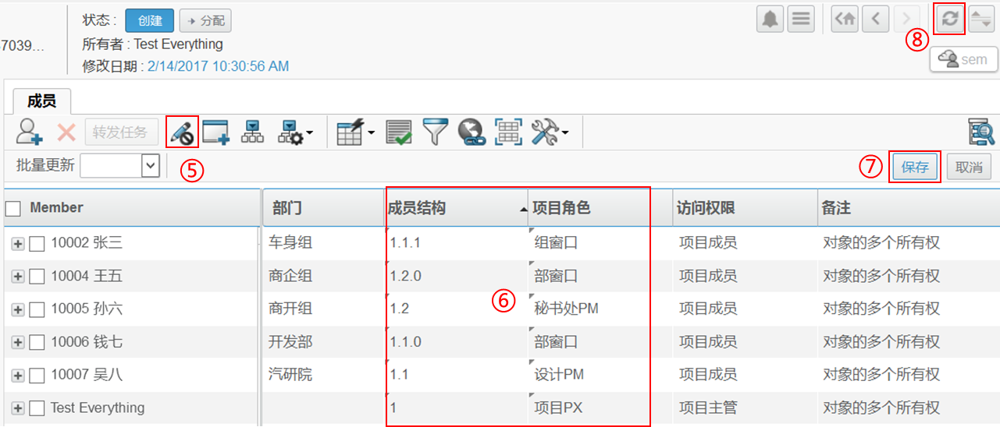 状态 : 创建 分配
所有者 : Test Everything
修改日期 : 2/14/2017 10:30:56 AM
7039...
⑧
sem
成员
转发任务
批量更新
⑤
⑦
保存 取消
Member 部门 成员结构 项目角色 访问权限 备注
10002 张三 车身组 1.1.1 组窗口 项目成员 对象的多个所有权
10004 王五 商企组 1.2.0 部窗口 项目成员 对象的多个所有权
⑥
10005 孙六 商开组 1.2 秘书处PM 项目成员 对象的多个所有权
10006 钱七 开发部 1.1.0 部窗口 项目成员 对象的多个所有权
10007 吴八 汽研院 1.1 设计PM 项目成员 对象的多个所有权
Test Everything 1 项目PX 项目主管 对象的多个所有权